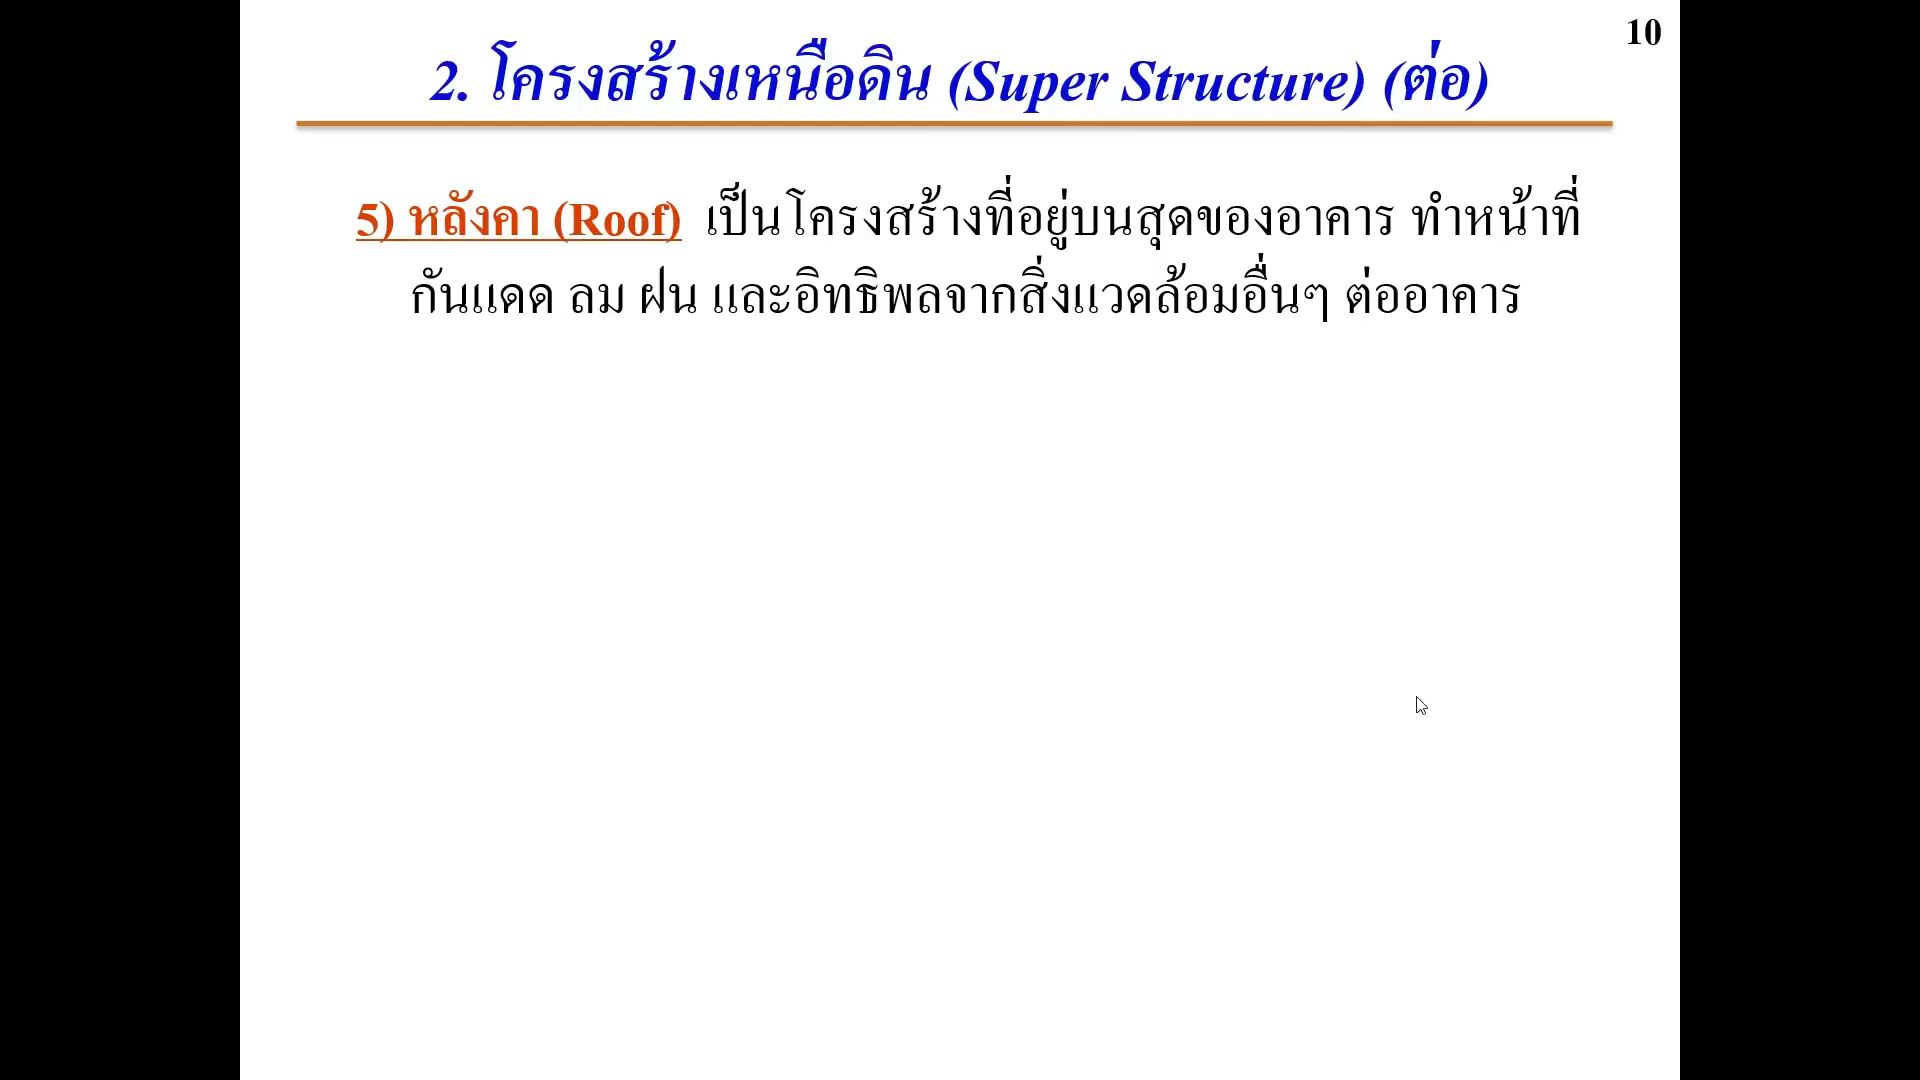 10
2. โครงสร้างเหนือดิน (Super Structure) (ต่อ)
5) หลังคา (Roof) เป็นโครงสร้างที่อยู่บนสุดของอาคาร ทำหน้าที่
กันแดด ลม ฝน และอิทธิพลจากสิ่งแวดล้อมอื่นๆ ต่ออาคาร